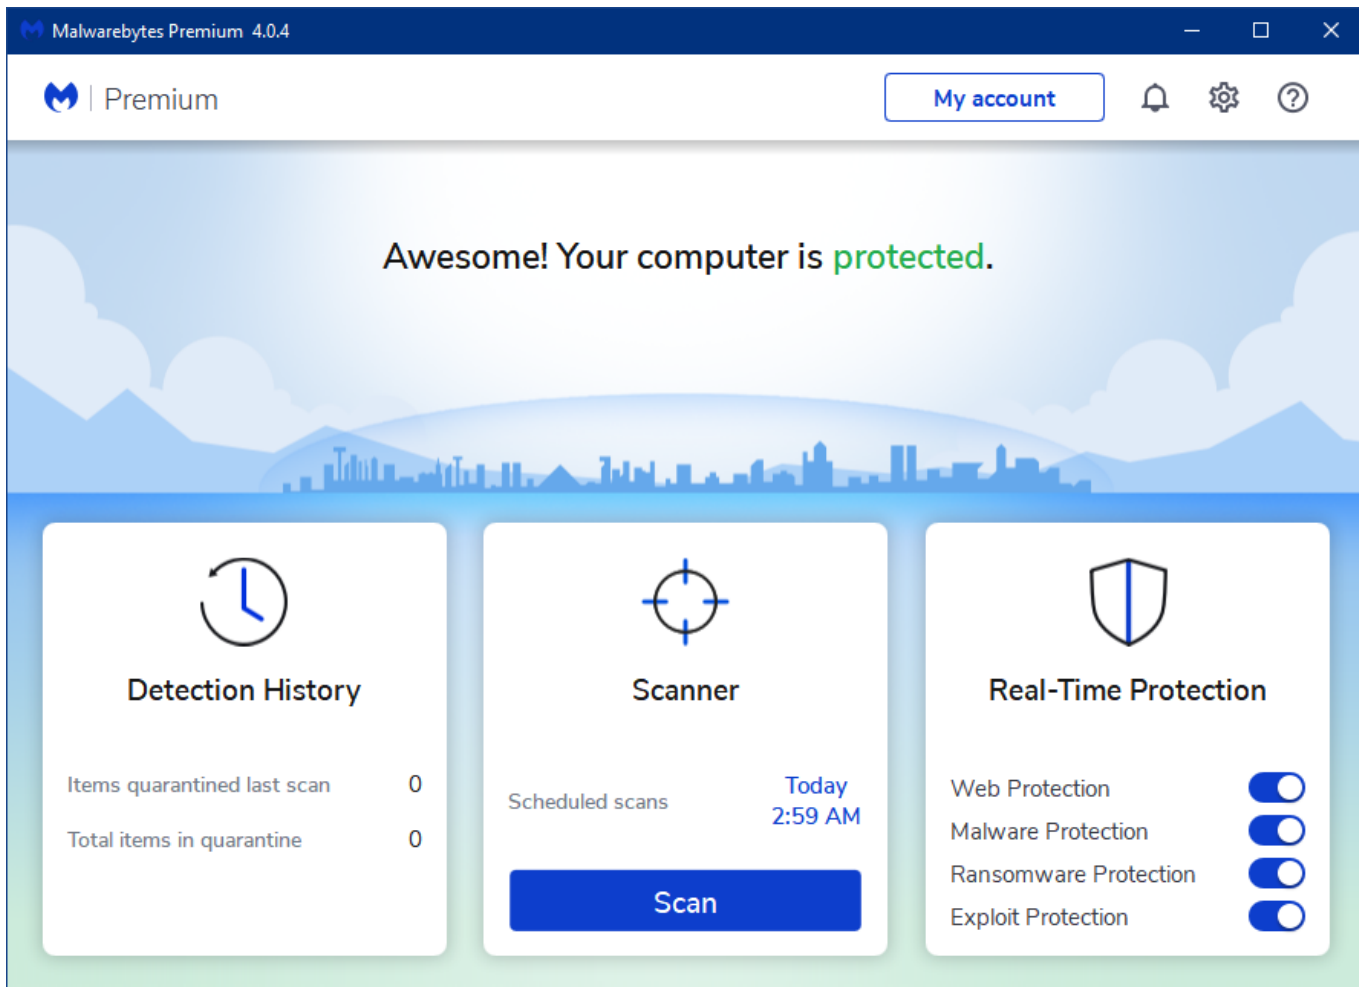 Malwarebytes Premium 4.0.4
Premium
My account
Awesome! Your computer is protected.
Detection History
Items quarantined last scan 0
Total items in quarantine 0
Scanner
Scheduled scans
Today
2:59 AM
Scan
Real-Time Protection
Web Protection
Malware Protection
Ransomware Protection
Exploit Protection